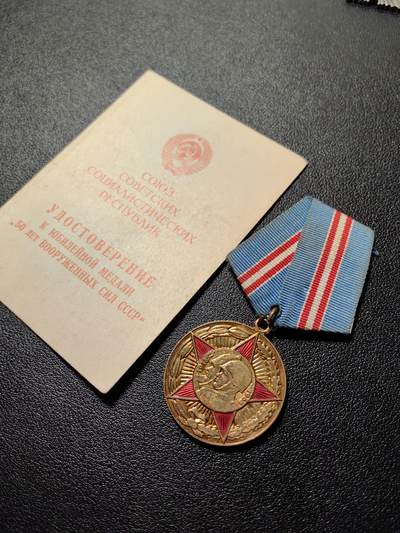 СОЮЗ
СОВЕТСКИХ
СОЦИАЛИСТИЧЕСКИХ
РЕСПУБЛИК
УДОСТОВЕРЕНИЕ
К ЮБИЛЕЙНОЙ МЕДАЛИ
„50 лет ВООРУЖЕННЫХ СИЛ СССР“